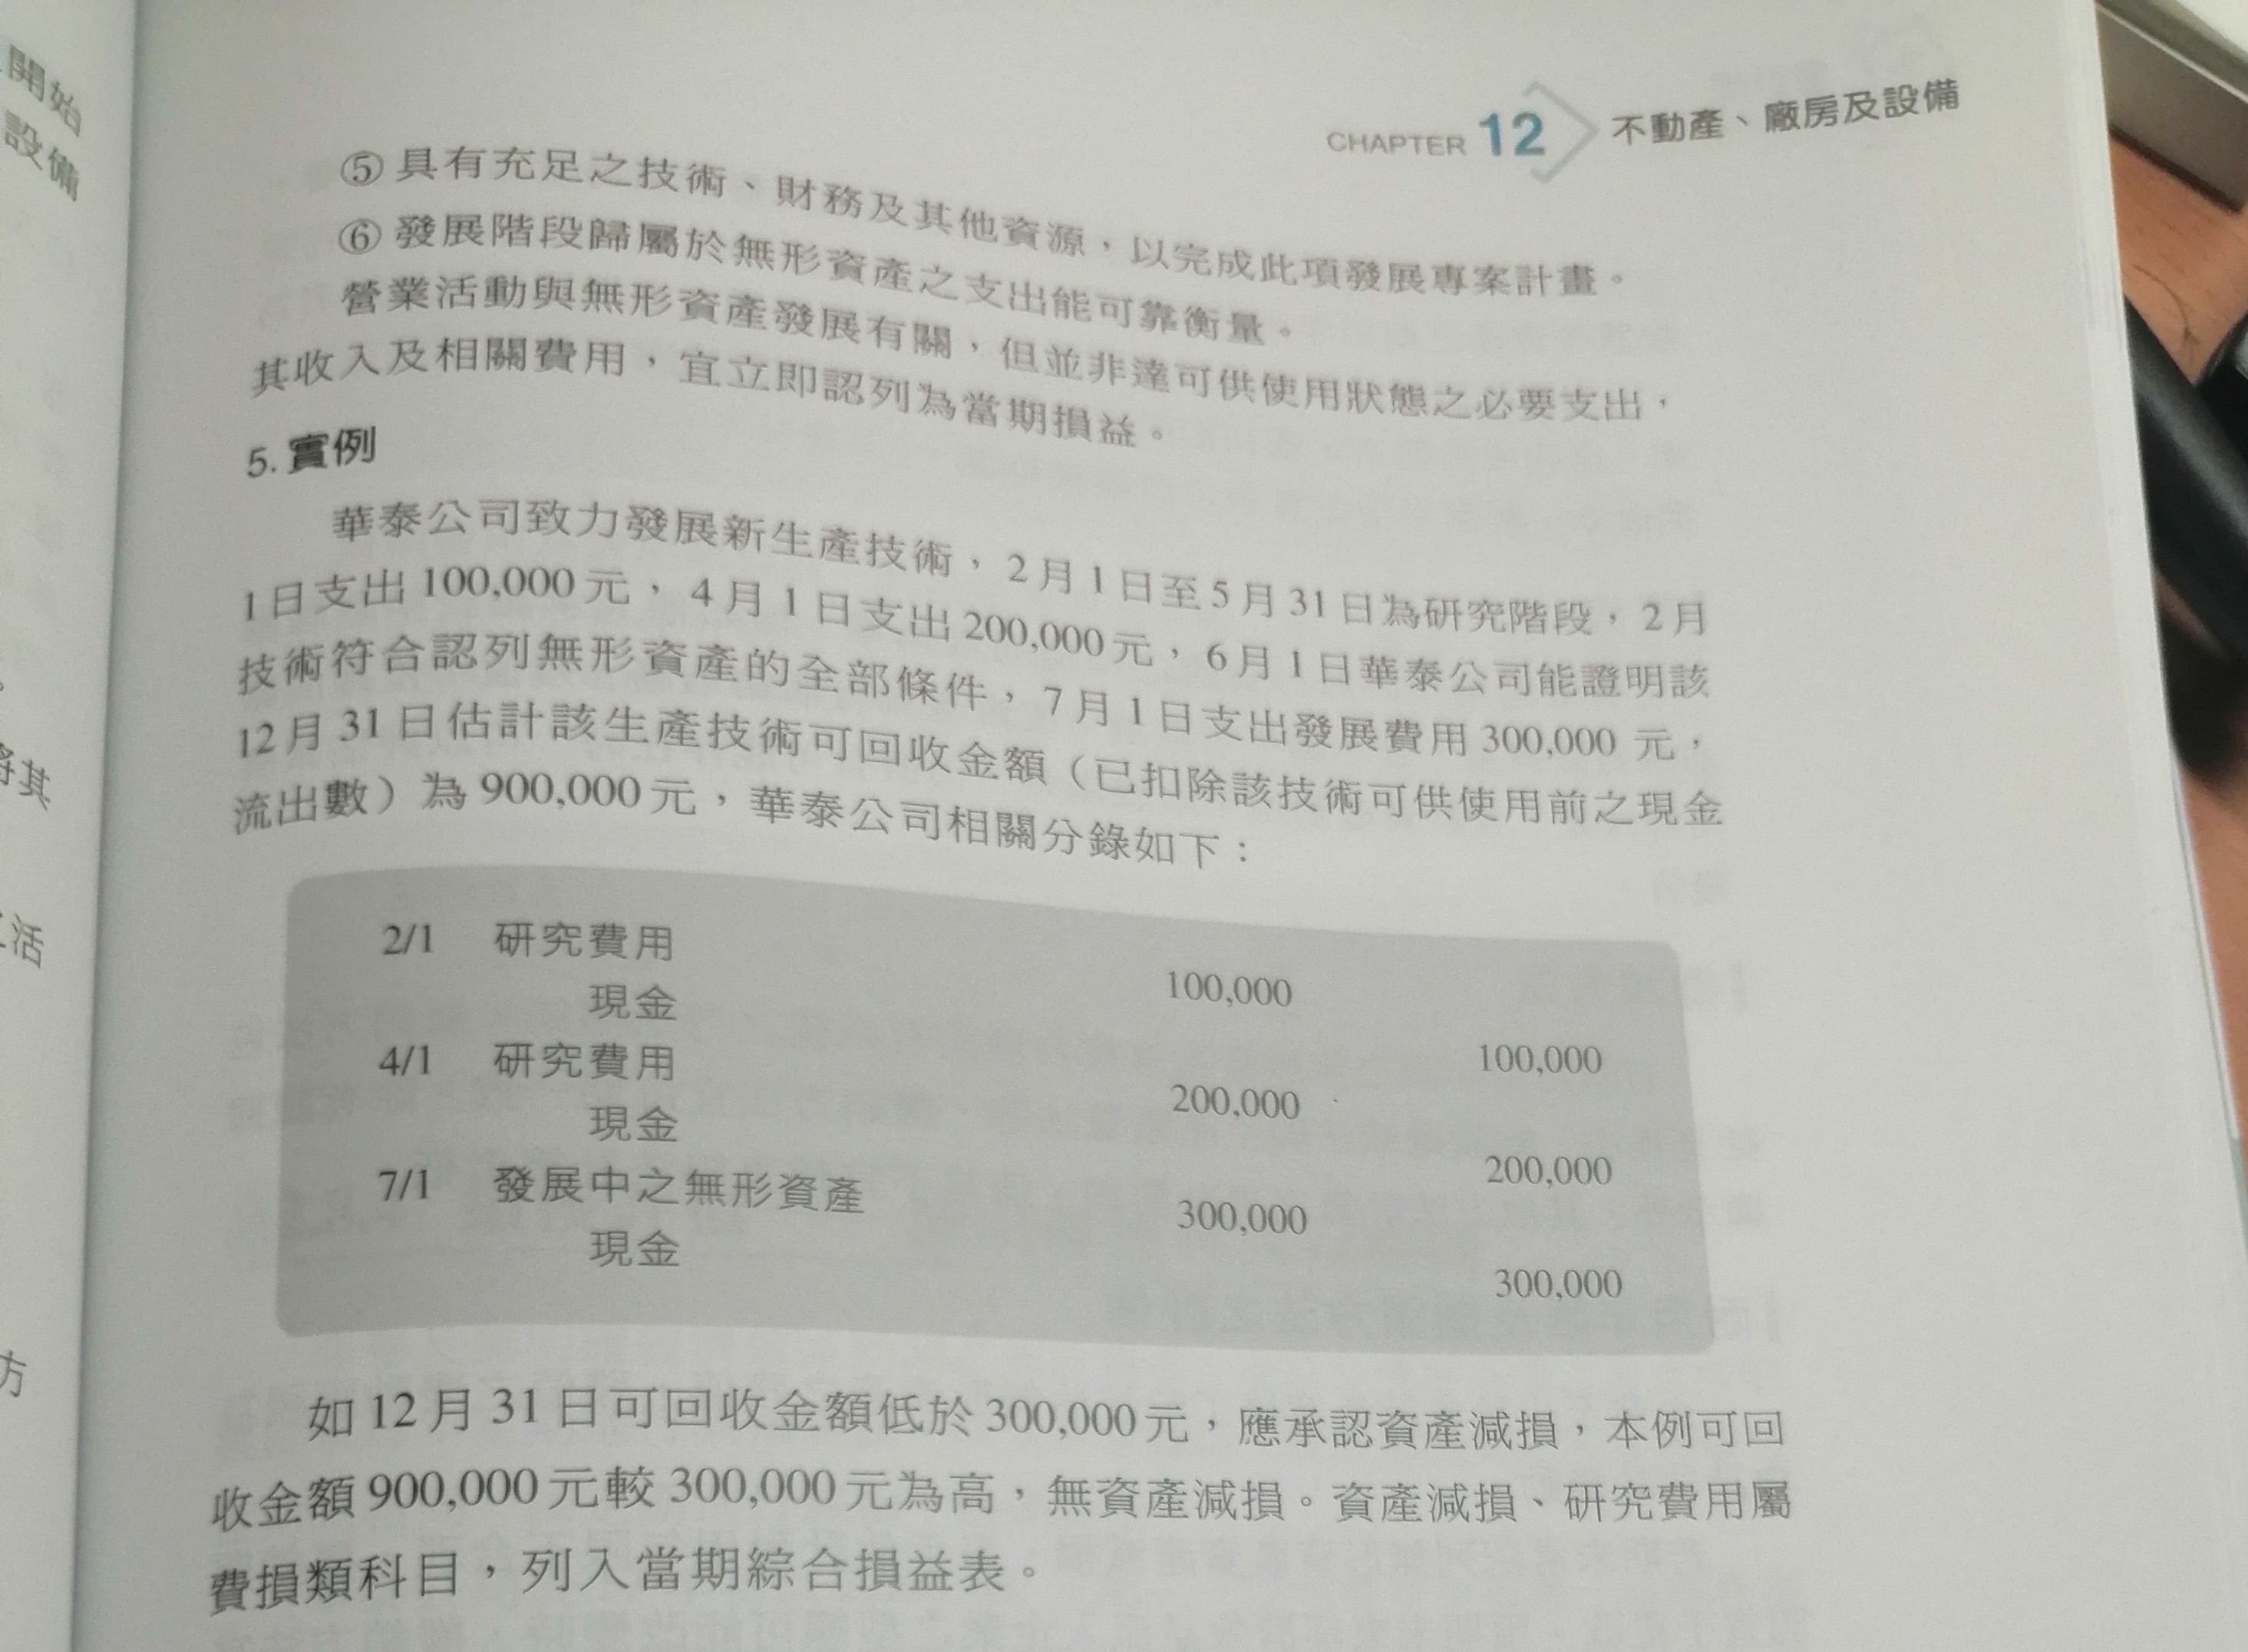 開始
設備
將其
活
方
CHAPTER 12 不動產、廠房及設備
⑤ 具有充足之技術、財務及其他資源,以完成此項發展專案計畫。
⑥ 發展階段歸屬於無形資產之支出能可靠衡量。
營業活動與無形資產發展有關,但並非達可供使用狀態之必要支出,
其收入及相關費用,宜立即認列為當期損益。
5. 實例
華泰公司致力發展新生產技術,2月1日至5月31日為研究階段,2月
1日支出100,000元,4月1日支出200,000元,6月1日華泰公司能證明該
技術符合認列無形資產的全部條件,7月1日支出發展費用300,000 元,
12月31日估計該生產技術可回收金額(已扣除該技術可供使用前之現金
流出數)為900,000元,華泰公司相關分錄如下:
2/1 研究費用 100,000
現金 100,000
4/1 研究費用 200,000
現金 200,000
7/1 發展中之無形資產 300,000
現金 300,000
如12月31日可回收金額低於300,000元,應承認資產減損,本例可回
收金額900,000元較300,000元為高,無資產減損。資產減損、研究費用屬
費損類科目,列入當期綜合損益表。